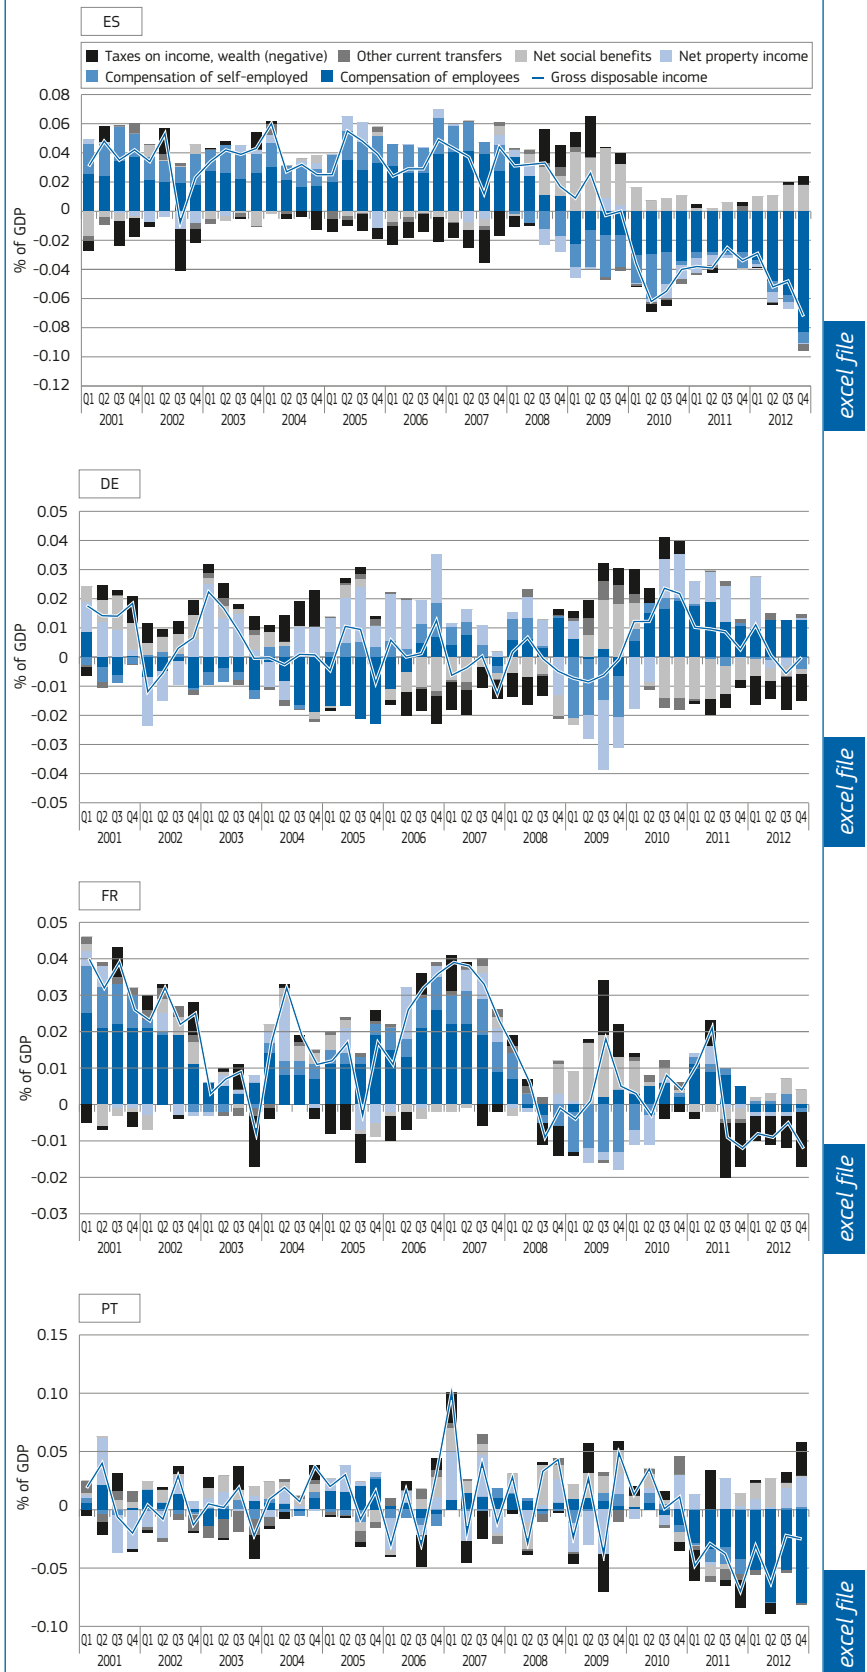 ES
Taxes on income, wealth (negative) Other current transfers Net social benefits Net property income
Compensation of self-employed Compensation of employees Gross disposable income
% of GDP
0.08
0.06
0.04
0.02
0
-0.02
-0.04
-0.06
-0.08
-0.10
-0.12
Q1 Q2 Q3 Q4 Q1 Q2 Q3 Q4 Q1 Q2 Q3 Q4 Q1 Q2 Q3 Q4 Q1 Q2 Q3 Q4 Q1 Q2 Q3 Q4 Q1 Q2 Q3 Q4 Q1 Q2 Q3 Q4 Q1 Q2 Q3 Q4 Q1 Q2 Q3 Q4 Q1 Q2 Q3 Q4 Q1 Q2 Q3 Q4
2001 2002 2003 2004 2005 2006 2007 2008 2009 2010 2011 2012
excel file
DE
% of GDP
0.05
0.04
0.03
0.02
0.01
0
-0.01
-0.02
-0.03
-0.04
-0.05
Q1 Q2 Q3 Q4 Q1 Q2 Q3 Q4 Q1 Q2 Q3 Q4 Q1 Q2 Q3 Q4 Q1 Q2 Q3 Q4 Q1 Q2 Q3 Q4 Q1 Q2 Q3 Q4 Q1 Q2 Q3 Q4 Q1 Q2 Q3 Q4 Q1 Q2 Q3 Q4 Q1 Q2 Q3 Q4 Q1 Q2 Q3 Q4
2001 2002 2003 2004 2005 2006 2007 2008 2009 2010 2011 2012
excel file
FR
% of GDP
0.05
0.04
0.03
0.02
0.01
0
-0.01
-0.02
-0.03
Q1 Q2 Q3 Q4 Q1 Q2 Q3 Q4 Q1 Q2 Q3 Q4 Q1 Q2 Q3 Q4 Q1 Q2 Q3 Q4 Q1 Q2 Q3 Q4 Q1 Q2 Q3 Q4 Q1 Q2 Q3 Q4 Q1 Q2 Q3 Q4 Q1 Q2 Q3 Q4 Q1 Q2 Q3 Q4 Q1 Q2 Q3 Q4
2001 2002 2003 2004 2005 2006 2007 2008 2009 2010 2011 2012
excel file
PT
% of GDP
0.15
0.10
0.05
0
-0.05
-0.10
Q1 Q2 Q3 Q4 Q1 Q2 Q3 Q4 Q1 Q2 Q3 Q4 Q1 Q2 Q3 Q4 Q1 Q2 Q3 Q4 Q1 Q2 Q3 Q4 Q1 Q2 Q3 Q4 Q1 Q2 Q3 Q4 Q1 Q2 Q3 Q4 Q1 Q2 Q3 Q4 Q1 Q2 Q3 Q4 Q1 Q2 Q3 Q4
2001 2002 2003 2004 2005 2006 2007 2008 2009 2010 2011 2012
excel file